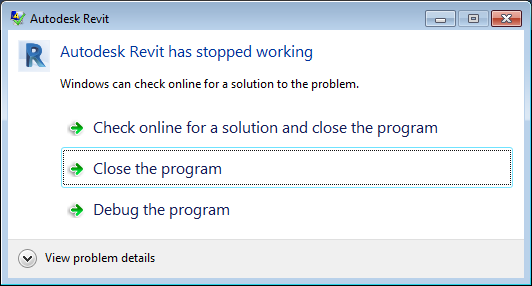 Autodesk Revit
R
Autodesk Revit has stopped working
Windows can check online for a solution to the problem.
Check online for a solution and close the program
Close the program
Debug the program
View problem details